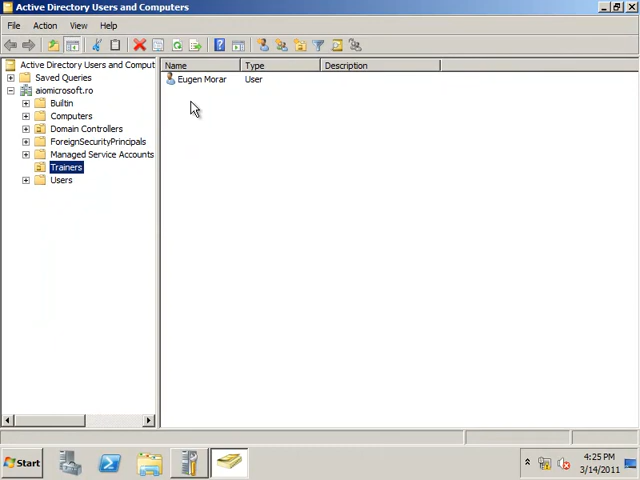 Active Directory Users and Computers
File Action View Help
Active Directory Users and Comput
Saved Queries
aiomicrosoft.ro
Builtin
Computers
Domain Controllers
ForeignSecurityPrincipals
Managed Service Accounts
Trainers
Users
Name Type Description
Eugen Morar User
Start
4:25 PM
3/14/2011